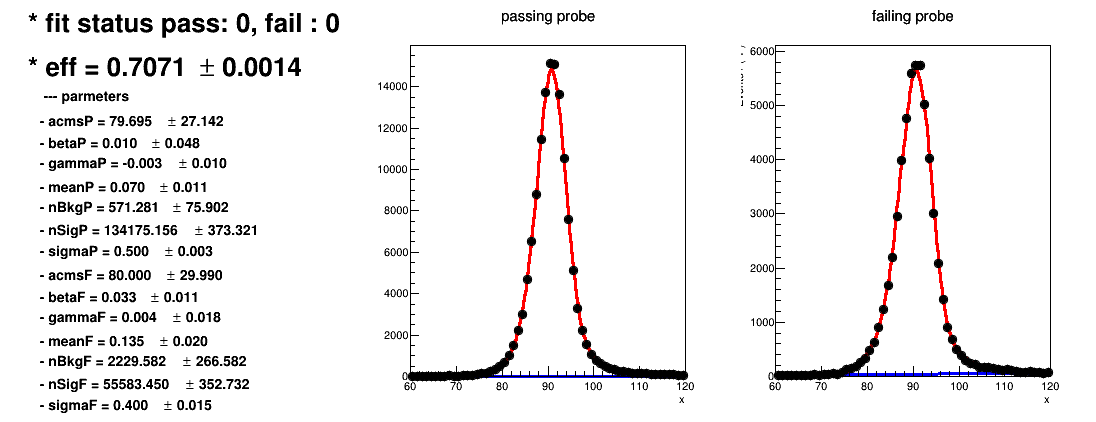 * fit status pass: 0, fail : 0
* eff = 0.7071 ± 0.0014
--- parmeters
- acmsP = 79.695 ± 27.142
- betaP = 0.010 ± 0.048
- gammaP = -0.003 ± 0.010
- meanP = 0.070 ± 0.011
- nBkgP = 571.281 ± 75.902
- nSigP = 134175.156 ± 373.321
- sigmaP = 0.500 ± 0.003
- acmsF = 80.000 ± 29.990
- betaF = 0.033 ± 0.011
- gammaF = 0.004 ± 0.018
- meanF = 0.135 ± 0.020
- nBkgF = 2229.582 ± 266.582
- nSigF = 55583.450 ± 352.732
- sigmaF = 0.400 ± 0.015
passing probe
14000
12000
10000
8000
6000
4000
2000
0
60 70 80 90 100 110 120
x
failing probe
6000
5000
4000
3000
2000
1000
0
60 70 80 90 100 110 120
x